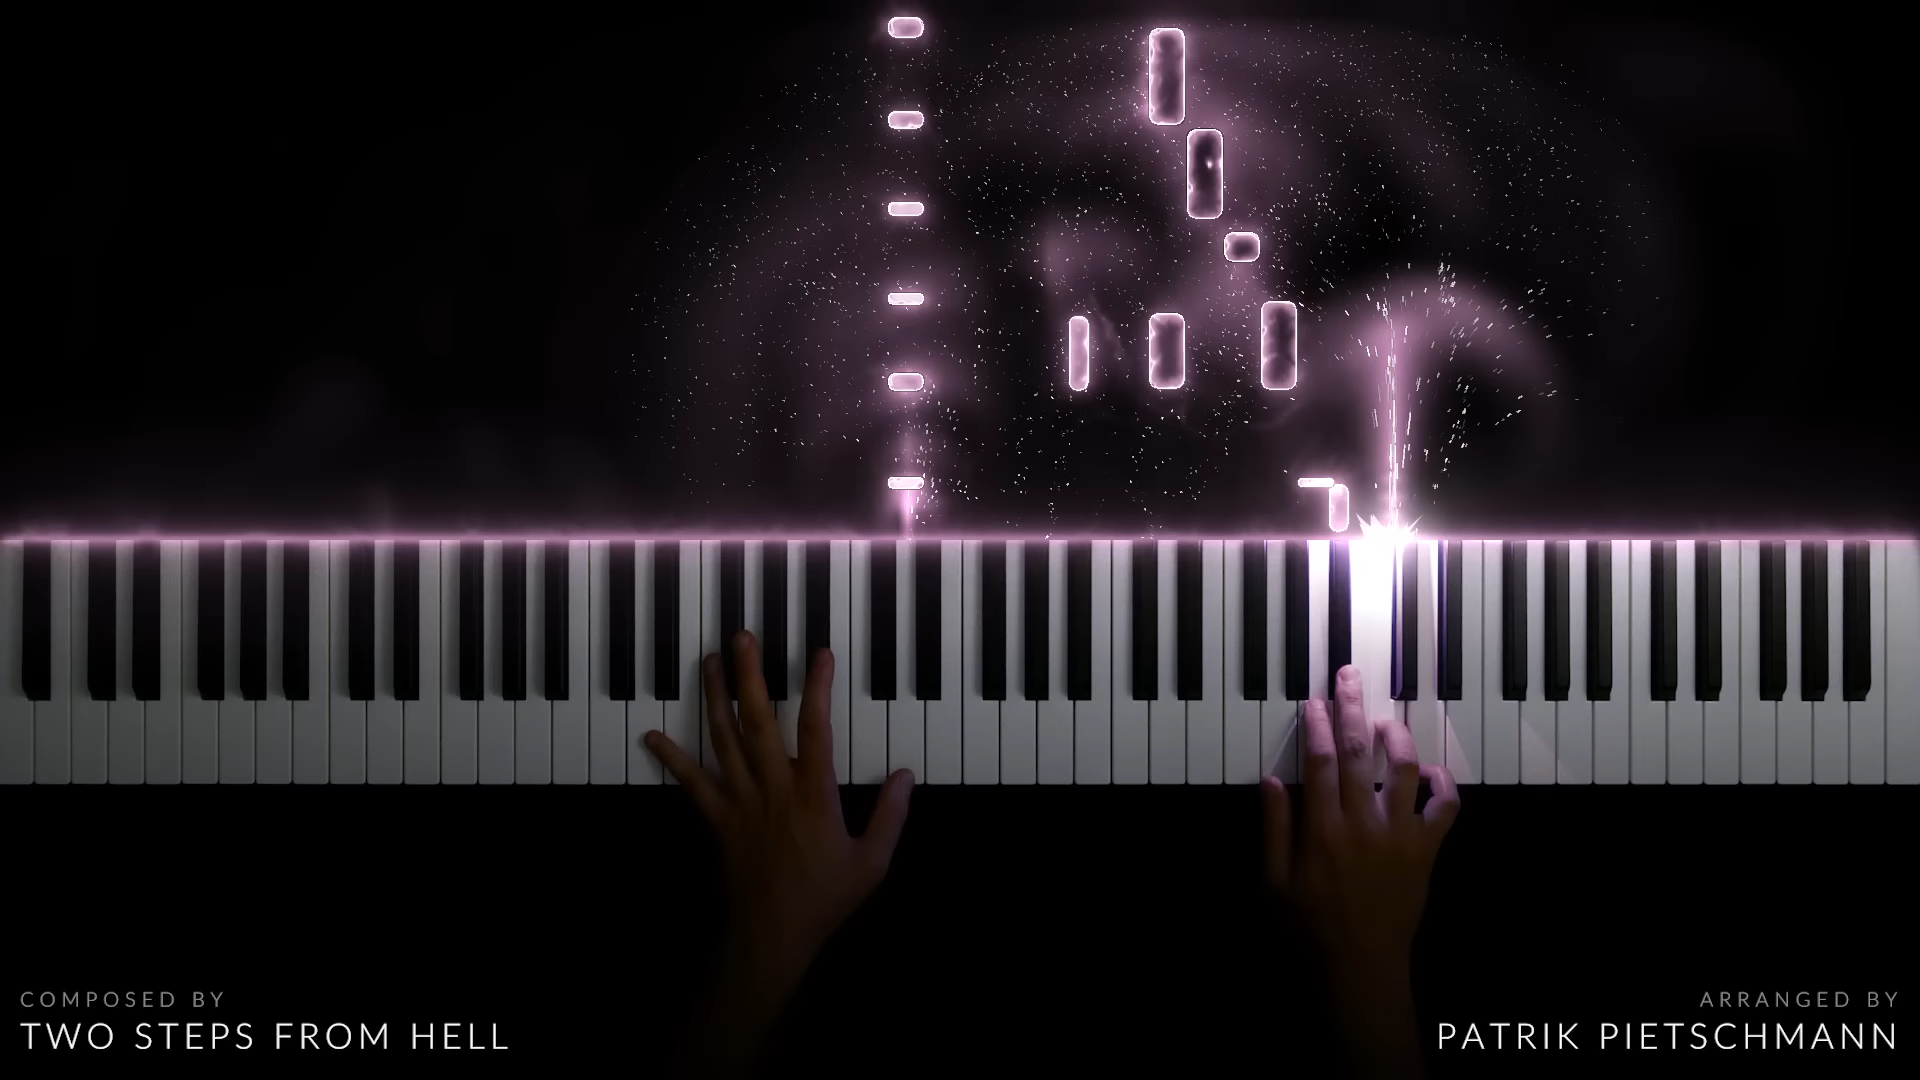 COMPOSED BY
TWO STEPS FROM HELL
ARRANGED BY
PATRIK PIETSCHMANN